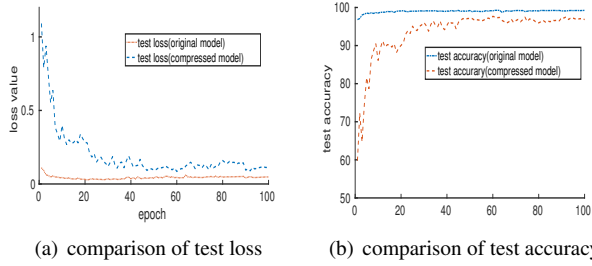 1
0.5
0
loss value
test loss(original model)
test loss(compressed model)
0 20 40 60 80 100
epoch
(a) comparison of test loss
100
90
80
70
60
50
test accuracy
test accuracy(original model)
test accurary(compressed model)
0 20 40 60 80 100
(b) comparison of test accuracy